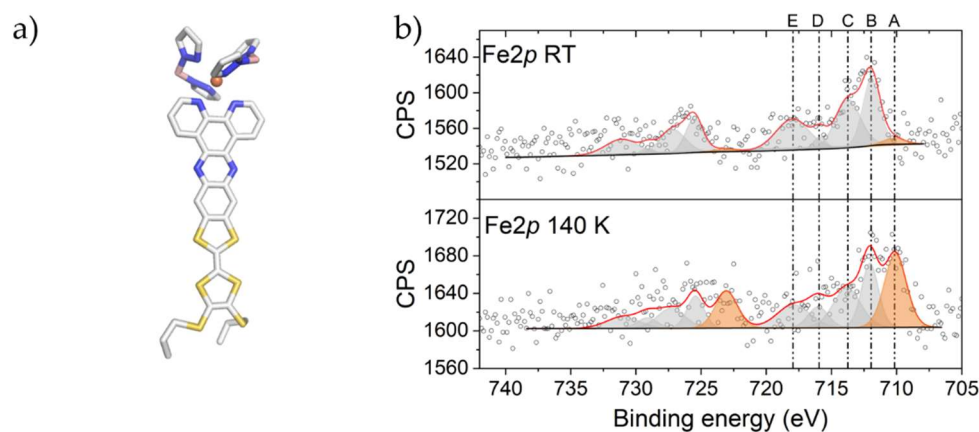 a)
b)
E D C B A
Fe2p RT
CPS
1640
1600
1560
1520
Fe2p 140 K
CPS
1720
1680
1640
1600
1560
740 735 730 725 720 715 710 705
Binding energy (eV)